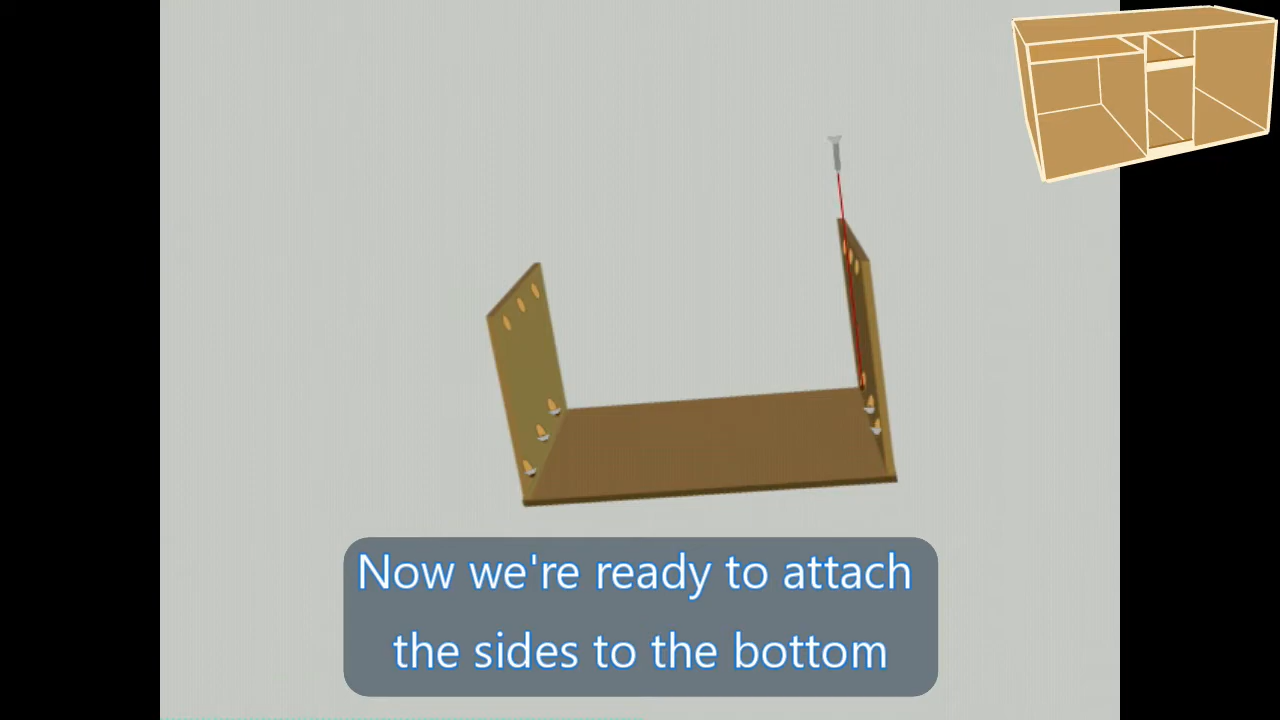 Now we're ready to attach
the sides to the bottom